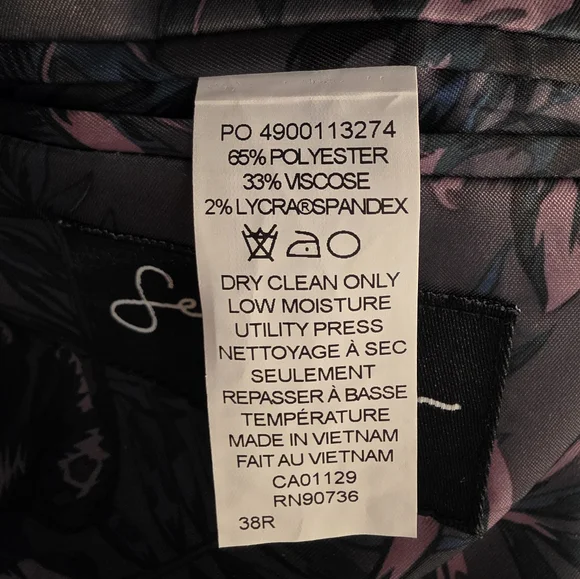 PO 4900113274
65% POLYESTER
33% VISCOSE
2% LYCRA®SPANDEX
DRY CLEAN ONLY
LOW MOISTURE
UTILITY PRESS
NETTOYAGE À SEC
SEULEMENT
REPASSER À BASSE
TEMPÉRATURE
MADE IN VIETNAM
FAIT AU VIETNAM
CA01129
RN90736
38R